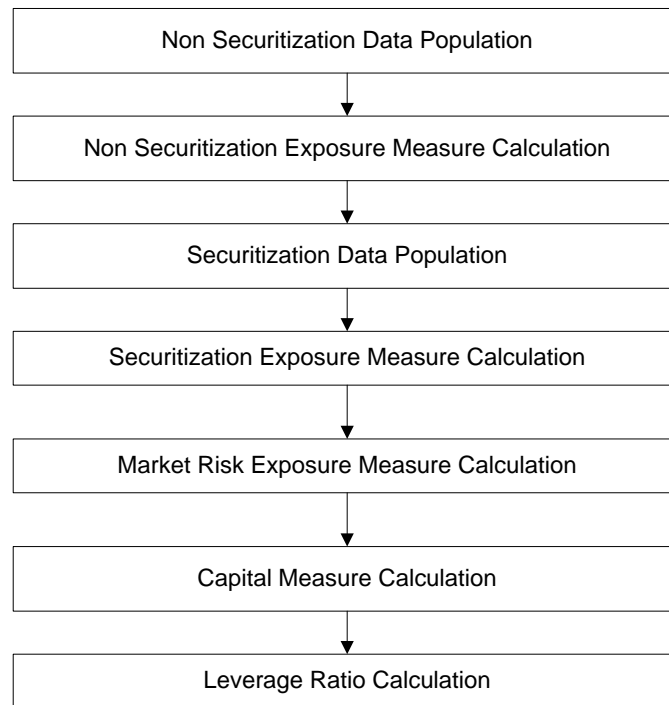 Non Securitization Data Population
Non Securitization Exposure Measure Calculation
Securitization Data Population
Securitization Exposure Measure Calculation
Market Risk Exposure Measure Calculation
Capital Measure Calculation
Leverage Ratio Calculation